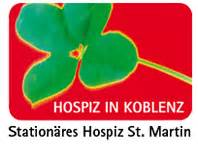 HOSPIZ IN KOBLENZ
Stationäres Hospiz St. Martin